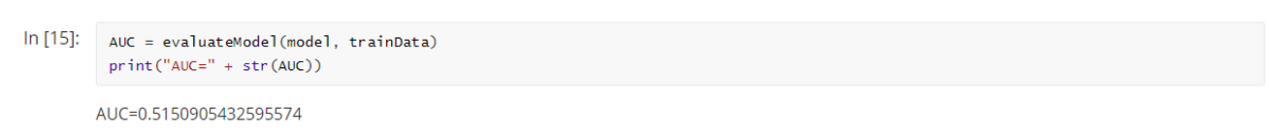 In [15]:
AUC = evaluateModel(model, trainData)
print("AUC=" + str(AUC))
AUC=0.5150905432595574